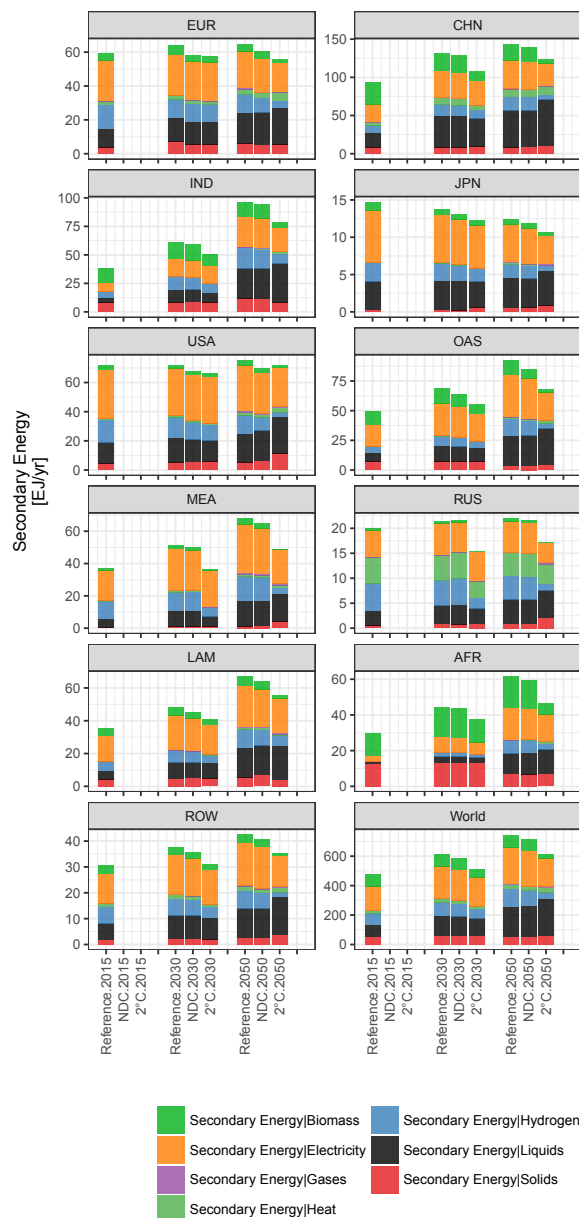 EUR
CHN
60
40
20
0
150
100
50
0
IND
JPN
100
75
50
25
0
15
10
5
0
USA
OAS
60
40
20
0
75
50
25
0
Secondary Energy
[EJ/yr]
MEA
RUS
60
40
20
0
20
15
10
5
0
LAM
AFR
60
40
20
0
60
40
20
0
ROW
World
40
30
20
10
0
600
400
200
0
Reference.2015
NDC.2015
2°C.2015
Reference.2030
NDC.2030
2°C.2030
Reference.2050
NDC.2050
2°C.2050
Reference.2015
NDC.2015
2°C.2015
Reference.2030
NDC.2030
2°C.2030
Reference.2050
NDC.2050
2°C.2050
Secondary Energy|Biomass
Secondary Energy|Hydrogen
Secondary Energy|Electricity
Secondary Energy|Liquids
Secondary Energy|Gases
Secondary Energy|Solids
Secondary Energy|Heat